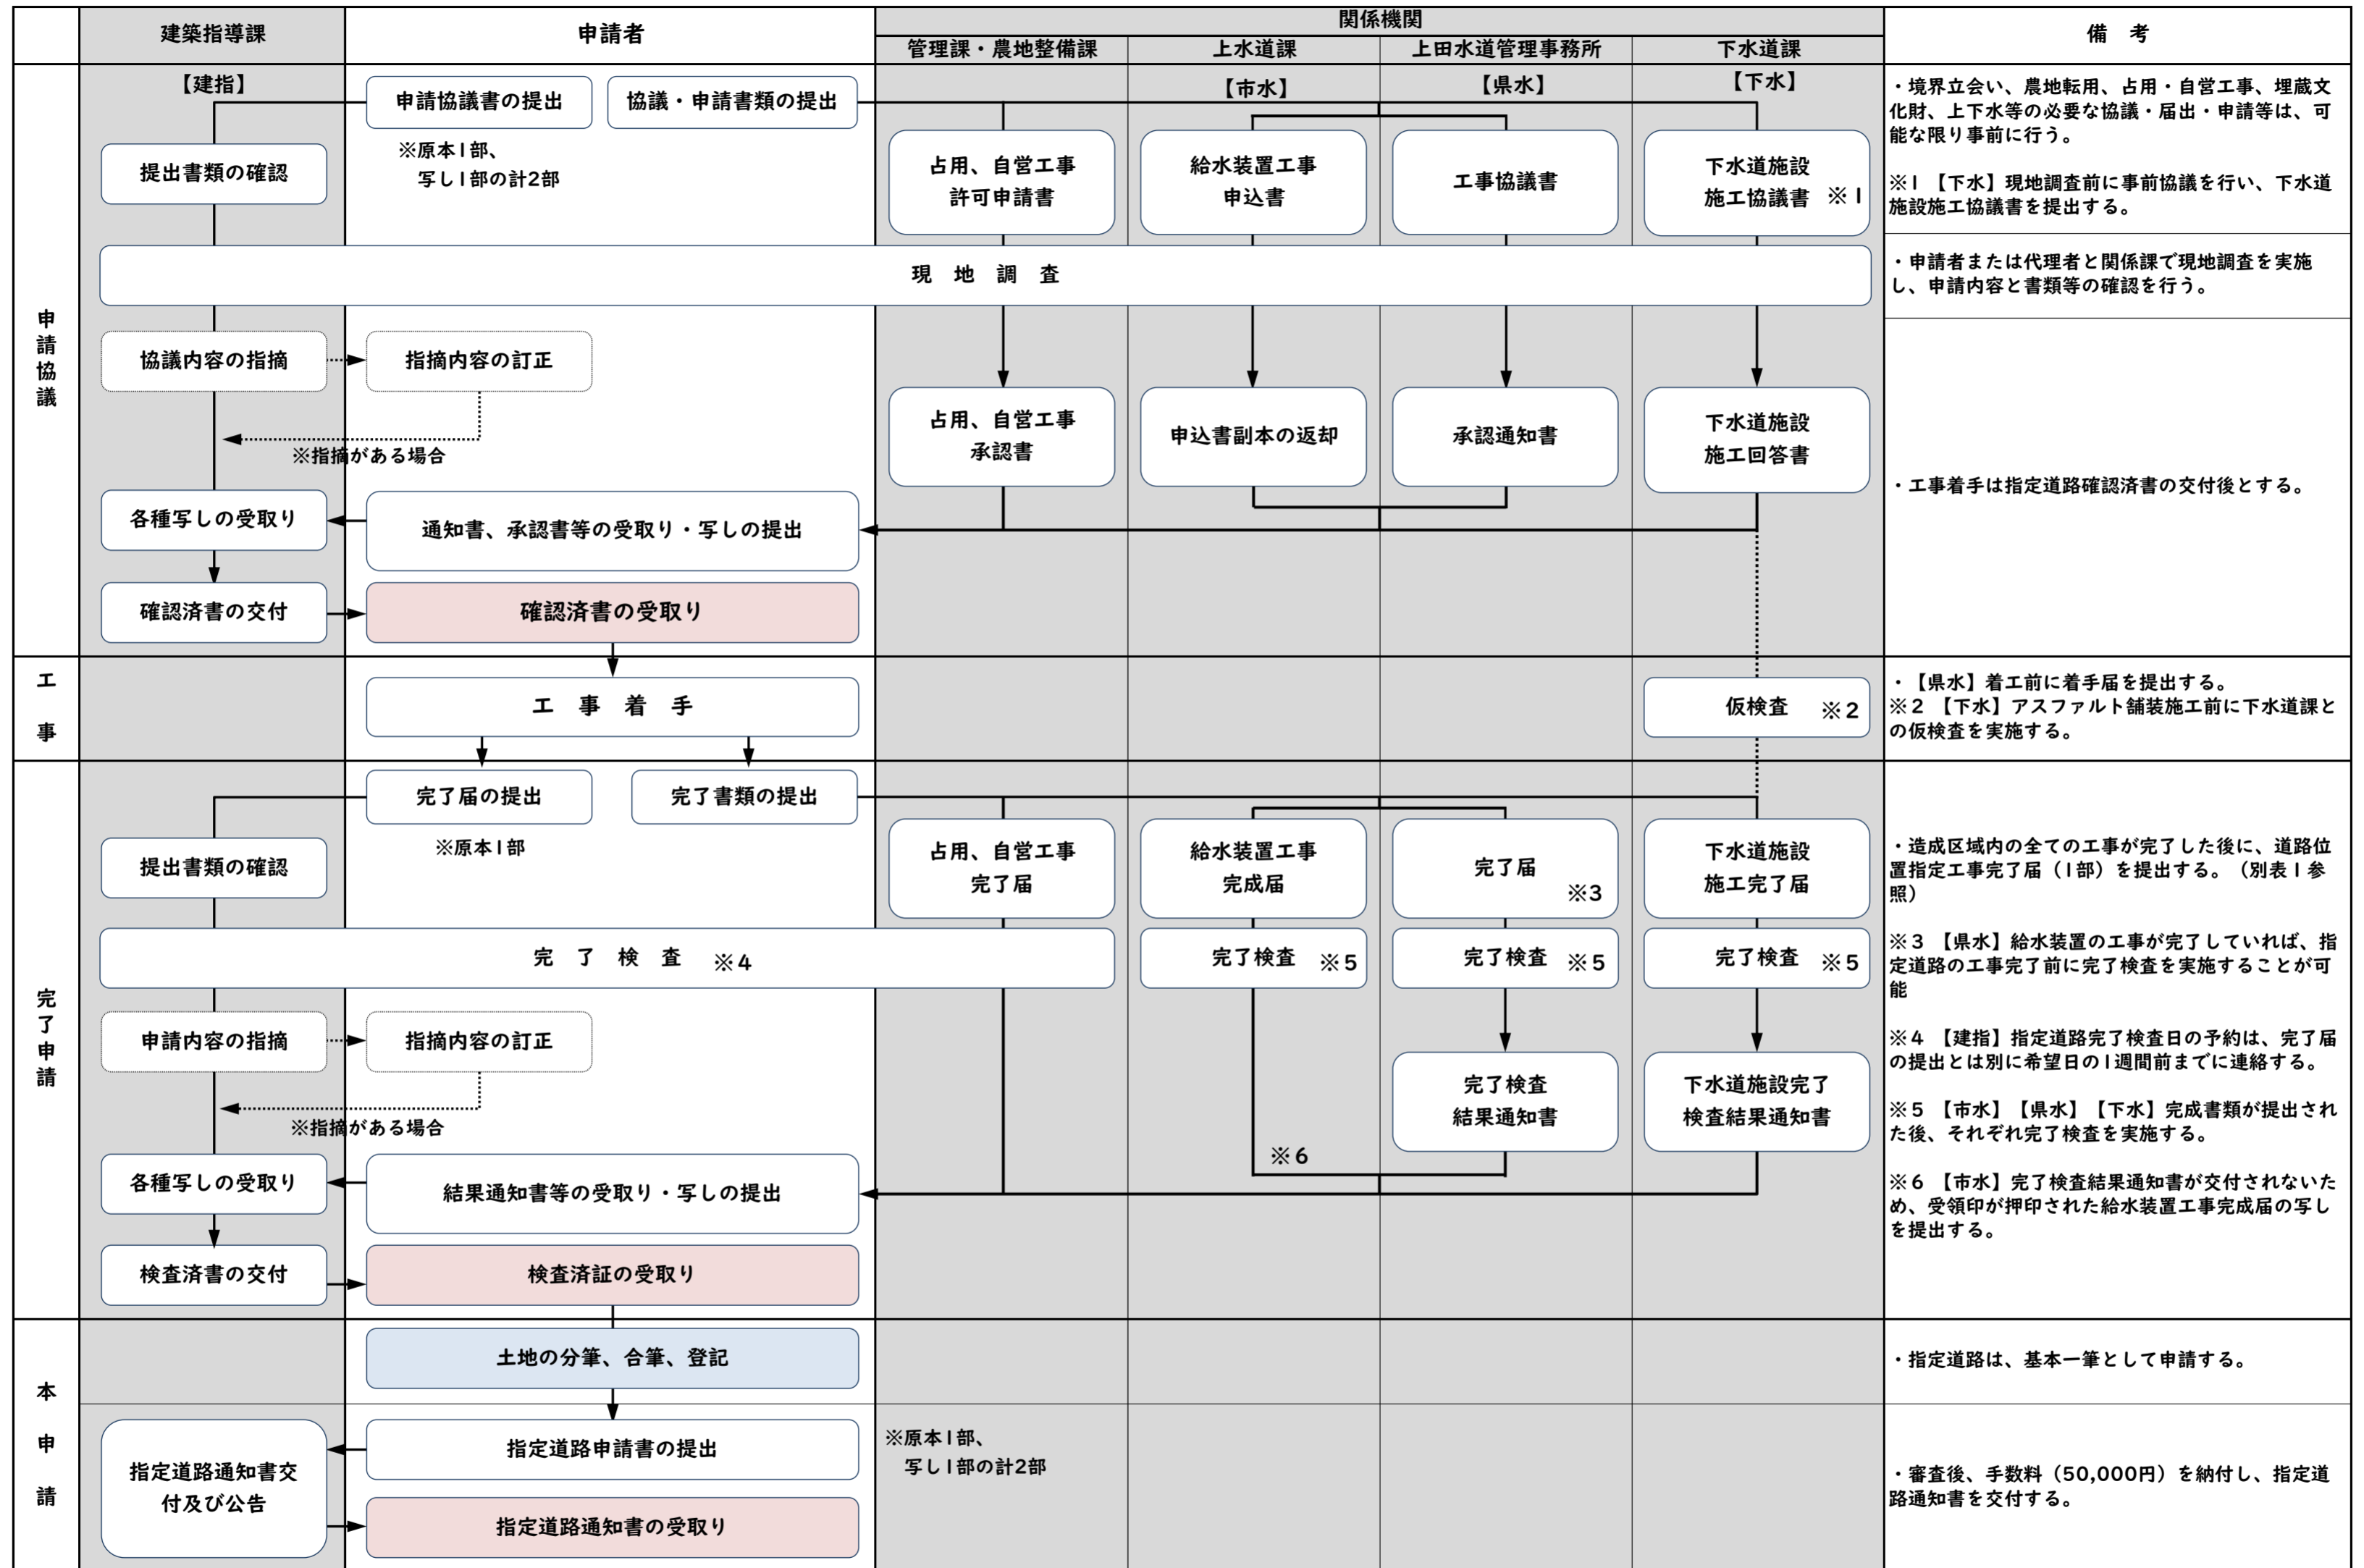 建築指導課
申請者
関係機関
備　考
管理課・農地整備課
上水道課
上田水道管理事務所
下水道課
申請協議
【建指】
【市水】
【県水】
【下水】
申請協議書の提出
協議・申請書類の提出
※原本1部、
写し1部の計2部
提出書類の確認
占用、自営工事
許可申請書
給水装置工事
申込書
工事協議書
下水道施設
施工協議書　※1
・境界立会い、農地転用、占用・自営工事、埋蔵文
化財、上下水等の必要な協議・届出・申請等は、可
能な限り事前に行う。
※1 【下水】現地調査前に事前協議を行い、下水道
施設施工協議書を提出する。
現　地　調　査
・申請者または代理者と関係課で現地調査を実施
し、申請内容と書類等の確認を行う。
協議内容の指摘
指摘内容の訂正
※指摘がある場合
占用、自営工事
承認書
申込書副本の返却
承認通知書
下水道施設
施工回答書
・工事着手は指定道路確認済書の交付後とする。
各種写しの受取り
通知書、承認書等の受取り・写しの提出
確認済書の交付
確認済書の受取り
工事
工　事　着　手
仮検査　※2
・【県水】着工前に着手届を提出する。
※2 【下水】アスファルト舗装施工前に下水道課と
の仮検査を実施する。
完了申請
完了届の提出
完了書類の提出
※原本1部
提出書類の確認
占用、自営工事
完了届
給水装置工事
完成届
完了届
※3
下水道施設
施工完了届
完　了　検　査　※4
完了検査　※5
完了検査　※5
完了検査　※5
申請内容の指摘
指摘内容の訂正
※指摘がある場合
完了検査
結果通知書
下水道施設完了
検査結果通知書
※6
各種写しの受取り
結果通知書等の受取り・写しの提出
検査済書の交付
検査済証の受取り
・造成区域内の全ての工事が完了した後に、道路位
置指定工事完了届（1部）を提出する。（別表1参
照）
※3 【県水】給水装置の工事が完了していれば、指
定道路の工事完了前に完了検査を実施することが可
能
※4 【建指】指定道路完了検査日の予約は、完了届
の提出とは別に希望日の1週間前までに連絡する。
※5 【市水】【県水】【下水】完成書類が提出され
た後、それぞれ完了検査を実施する。
※6 【市水】完了検査結果通知書が交付されないた
め、受領印が押印された給水装置工事完成届の写し
を提出する。
本申請
土地の分筆、合筆、登記
・指定道路は、基本一筆として申請する。
指定道路通知書交
付及び公告
指定道路申請書の提出
※原本1部、
写し1部の計2部
指定道路通知書の受取り
・審査後、手数料（50,000円）を納付し、指定道
路通知書を交付する。